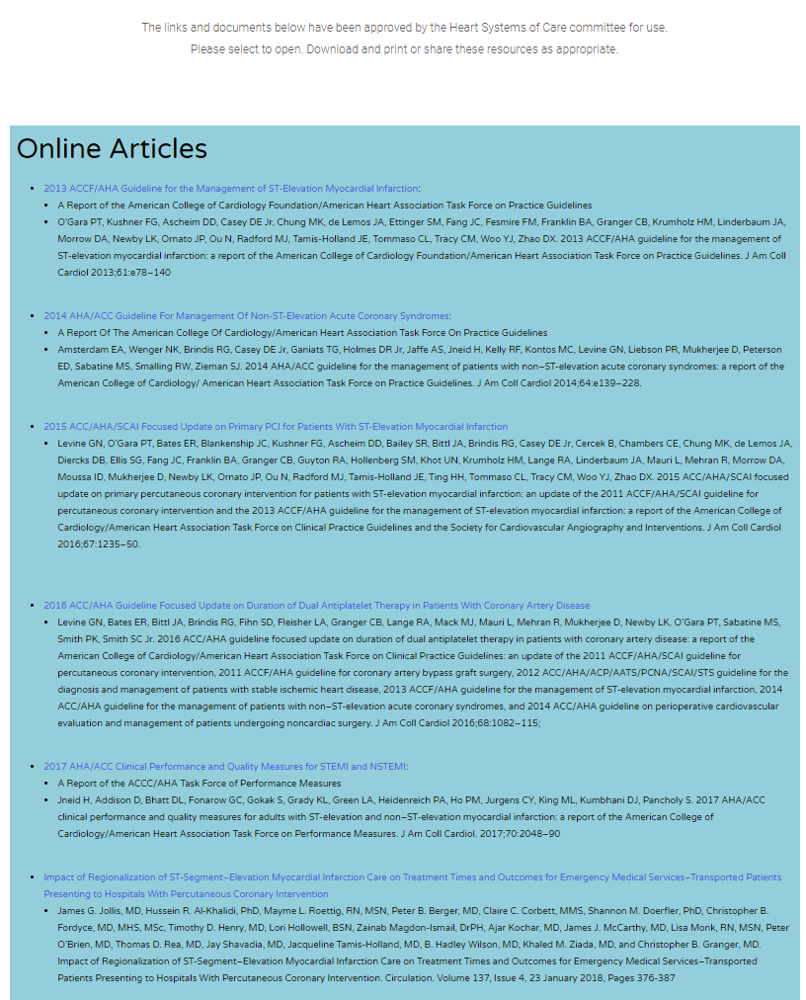 The links and documents below have been approved by the Heart Systems of Care committee for use.
Please select to open. Download and print or share these resources as appropriate.
Online Articles
2013 ACCF/AHA Guideline for the Management of ST-Elevation Myocardial Infarction:
A Report of the American College of Cardiology Foundation/American Heart Association Task Force on Practice Guidelines
O'Gara PT, Kushner FG, Ascheim DD, Casey DE Jr, Chung MK, de Lemos JA, Ettinger SM, Fang JC, Fesmire FM, Franklin BA, Granger CB, Krumholz HM, Linderbaum JA,
Morrow DA, Newby LK, Ornato JP, Ou N, Radford MJ, Tamis-Holland JE, Tommaso CL, Tracy CM, Woo YJ, Zhao DX. 2013 ACCF/AHA guideline for the management of
ST-elevation myocardial infarction: a report of the American College of Cardiology Foundation/American Heart Association Task Force on Practice Guidelines. J Am Coll
Cardiol 2013;61:e78–140
2014 AHA/ACC Guideline For Management Of Non-ST-Elevation Acute Coronary Syndromes:
A Report Of The American College Of Cardiology/American Heart Association Task Force On Practice Guidelines
Amsterdam EA, Wenger NK, Brindis RG, Casey DE Jr, Ganiats TG, Holmes DR Jr, Jaffe AS, Jneid H, Kelly RF, Kontos MC, Levine GN, Liebson PR, Mukherjee D, Peterson
ED, Sabatine MS, Smalling RW, Zieman SJ. 2014 AHA/ACC guideline for the management of patients with non–ST-elevation acute coronary syndromes: a report of the
American College of Cardiology/ American Heart Association Task Force on Practice Guidelines. J Am Coll Cardiol 2014;64:e139–228.
2015 ACC/AHA/SCAI Focused Update on Primary PCI for Patients With ST-Elevation Myocardial Infarction
Levine GN, O'Gara PT, Bates ER, Blankenship JC, Kushner FG, Ascheim DD, Bailey SR, Bittl JA, Brindis RG, Casey DE Jr, Cercek B, Chambers CE, Chung MK, de Lemos JA,
Diercks DB, Ellis SG, Fang JC, Franklin BA, Granger CB, Guyton RA, Hollenberg SM, Khot UN, Krumholz HM, Lange RA, Linderbaum JA, Mauri L, Mehran R, Morrow DA,
Moussa ID, Mukherjee D, Newby LK, Ornato JP, Ou N, Radford MJ, Tamis-Holland JE, Ting HH, Tommaso CL, Tracy CM, Woo YJ, Zhao DX. 2015 ACC/AHA/SCAI focused
update on primary percutaneous coronary intervention for patients with ST-elevation myocardial infarction: an update of the 2011 ACCF/AHA/SCAI guideline for
percutaneous coronary intervention and the 2013 ACCF/AHA guideline for the management of ST-elevation myocardial infarction: a report of the American College of
Cardiology/American Heart Association Task Force on Clinical Practice Guidelines and the Society for Cardiovascular Angiography and Interventions. J Am Coll Cardiol
2016;67:1235–50.
2016 ACC/AHA Guideline Focused Update on Duration of Dual Antiplatelet Therapy in Patients With Coronary Artery Disease
Levine GN, Bates ER, Bittl JA, Brindis RG, Fihn SD, Fleisher LA, Granger CB, Lange RA, Mack MJ, Mauri L, Mehran R, Mukherjee D, Newby LK, O'Gara PT, Sabatine MS,
Smith PK, Smith SC Jr. 2016 ACC/AHA guideline focused update on duration of dual antiplatelet therapy in patients with coronary artery disease: a report of the
American College of Cardiology/American Heart Association Task Force on Clinical Practice Guidelines: an update of the 2011 ACCF/AHA/SCAI guideline for
percutaneous coronary intervention, 2011 ACCF/AHA guideline for coronary artery bypass graft surgery, 2012 ACC/AHA/ACP/AATS/PCNA/SCAI/STS guideline for the
diagnosis and management of patients with stable ischemic heart disease, 2013 ACCF/AHA guideline for the management of ST-elevation myocardial infarction, 2014
ACC/AHA guideline for the management of patients with non–ST-elevation acute coronary syndromes, and 2014 ACC/AHA guideline on perioperative cardiovascular
evaluation and management of patients undergoing noncardiac surgery. J Am Coll Cardiol 2016;68:1082–115;
2017 AHA/ACC Clinical Performance and Quality Measures for STEMI and NSTEMI:
A Report of the ACCC/AHA Task Force of Performance Measures
Jneid H, Addison D, Bhatt DL, Fonarow GC, Gokak S, Grady KL, Green LA, Heidenreich PA, Ho PM, Jurgens CY, King ML, Kumbhani DJ, Pancholy S. 2017 AHA/ACC
clinical performance and quality measures for adults with ST-elevation and non–ST-elevation myocardial infarction: a report of the American College of
Cardiology/American Heart Association Task Force on Performance Measures. J Am Coll Cardiol. 2017;70:2048–90
Impact of Regionalization of ST-Segment–Elevation Myocardial Infarction Care on Treatment Times and Outcomes for Emergency Medical Services–Transported Patients
Presenting to Hospitals With Percutaneous Coronary Intervention
James G. Jollis, MD, Hussein R. Al-Khalidi, PhD, Mayme L. Roettig, RN, MSN, Peter B. Berger, MD, Claire C. Corbett, MMS, Shannon M. Doerfler, PhD, Christopher B.
Fordyce, MD, MHS, MSc, Timothy D. Henry, MD, Lori Hollowell, BSN, Zainab Magdon-Ismail, DrPH, Ajar Kochar, MD, James J. McCarthy, MD, Lisa Monk, RN, MSN, Peter
O'Brien, MD, Thomas D. Rea, MD, Jay Shavadia, MD, Jacqueline Tamis-Holland, MD, B. Hadley Wilson, MD, Khaled M. Ziada, MD, and Christopher B. Granger, MD.
Impact of Regionalization of ST-Segment–Elevation Myocardial Infarction Care on Treatment Times and Outcomes for Emergency Medical Services–Transported
Patients Presenting to Hospitals With Percutaneous Coronary Intervention. Circulation. Volume 137, Issue 4, 23 January 2018, Pages 376-387